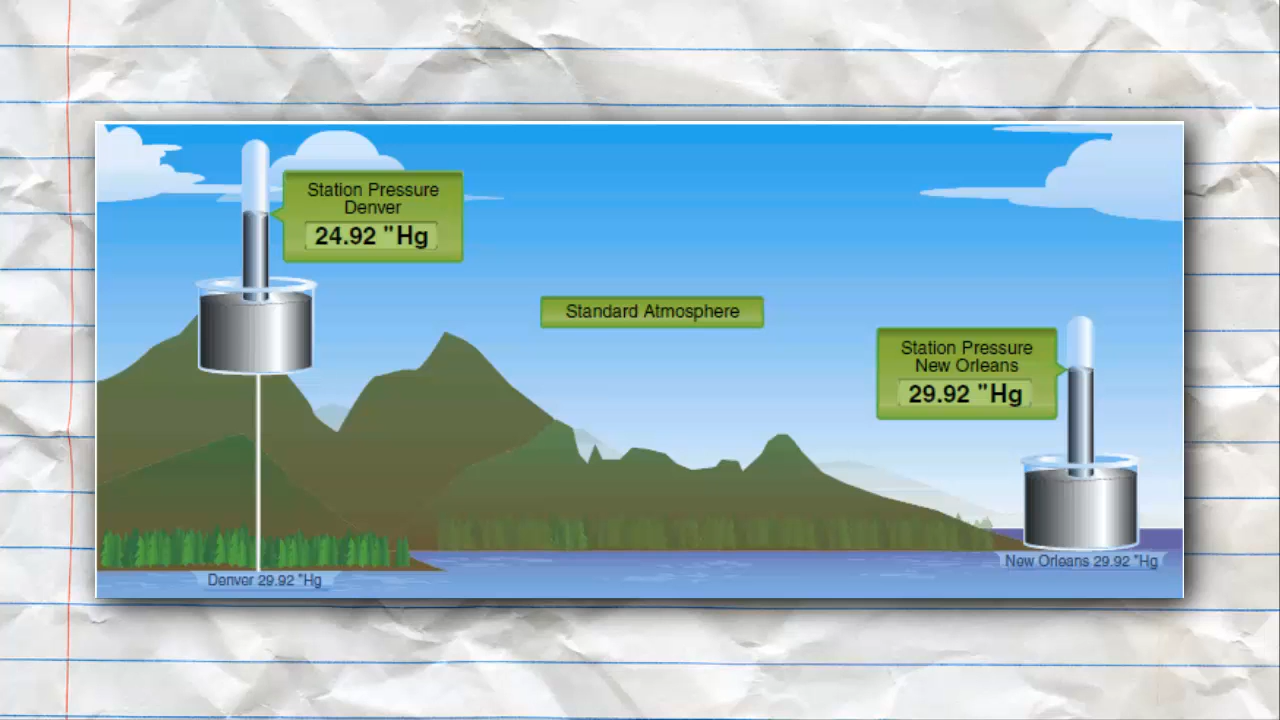 Station Pressure
Denver
24.92 "Hg
Standard Atmosphere
Station Pressure
New Orleans
29.92 "Hg
New Orleans 29.92 "Hg
Denver 29.92 "Hg